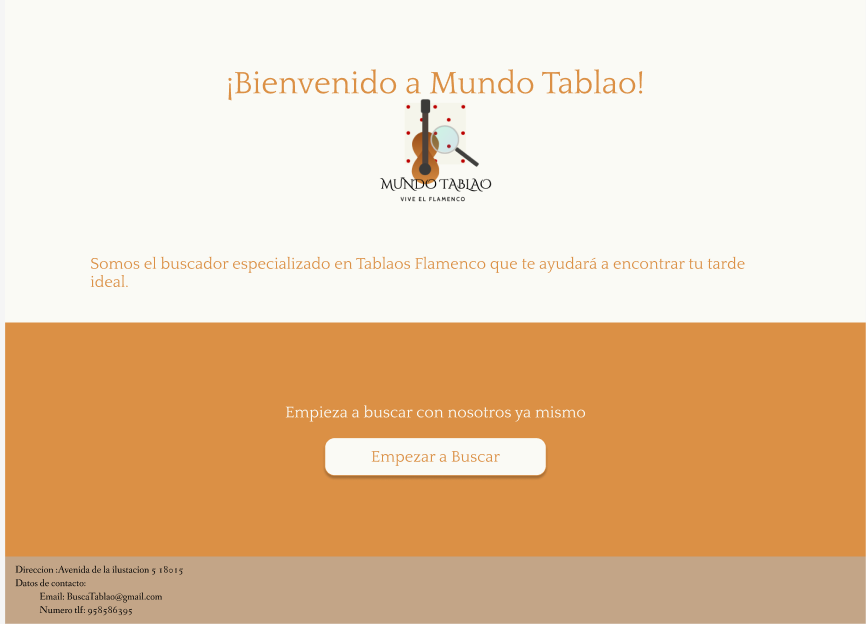 ¡Bienvenido a Mundo Tablao!
MUNDO TABLAO
VIVE EL FLAMENCO
Somos el buscador especializado en Tablaos Flamenco que te ayudará a encontrar tu tarde
ideal.
Empieza a buscar con nosotros ya mismo
Empezar a Buscar
Direccion :Avenida de la ilustacion 5 18015
Datos de contacto:
Email: BuscaTablao@gmail.com
Numero tlf: 958586395